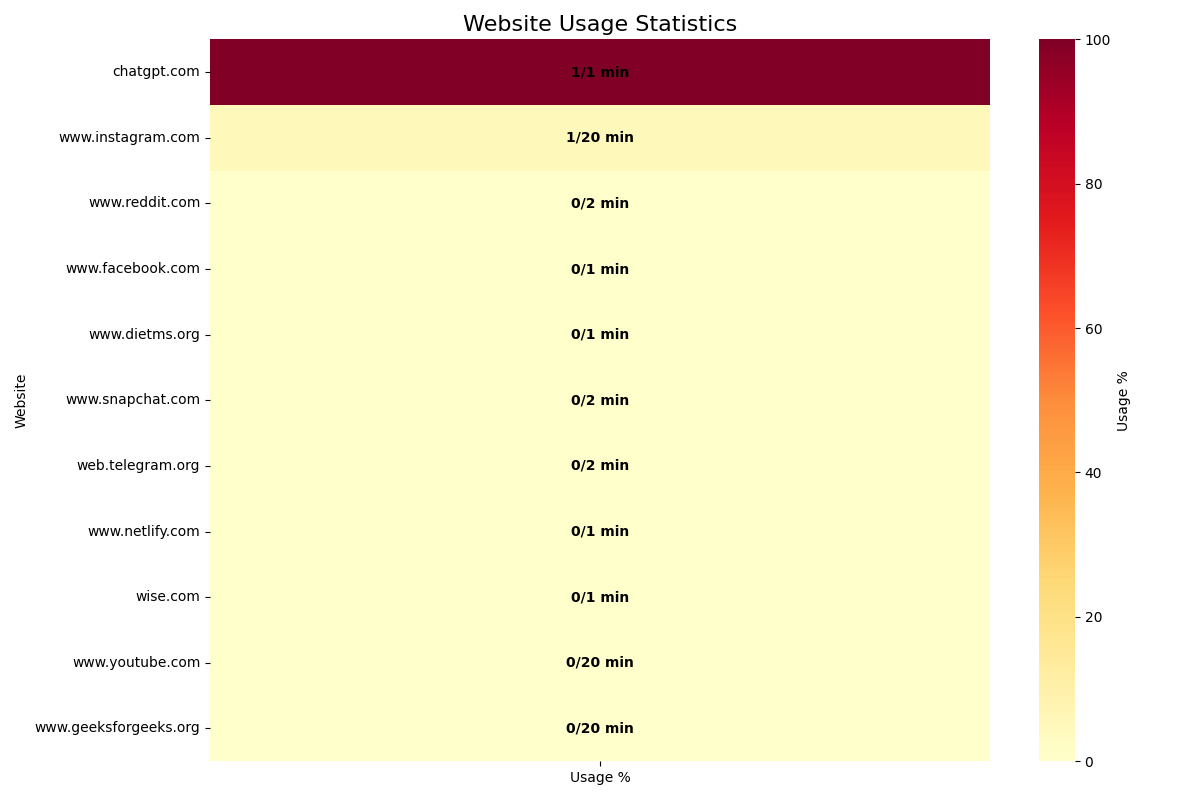 Website Usage Statistics
chatgpt.com
1/1 min
www.instagram.com
1/20 min
www.reddit.com
0/2 min
www.facebook.com
0/1 min
www.dietms.org
0/1 min
www.snapchat.com
0/2 min
web.telegram.org
0/2 min
www.netlify.com
0/1 min
wise.com
0/1 min
www.youtube.com
0/20 min
www.geeksforgeeks.org
0/20 min
Website
Usage %
100
80
60
40
20
0
Usage %